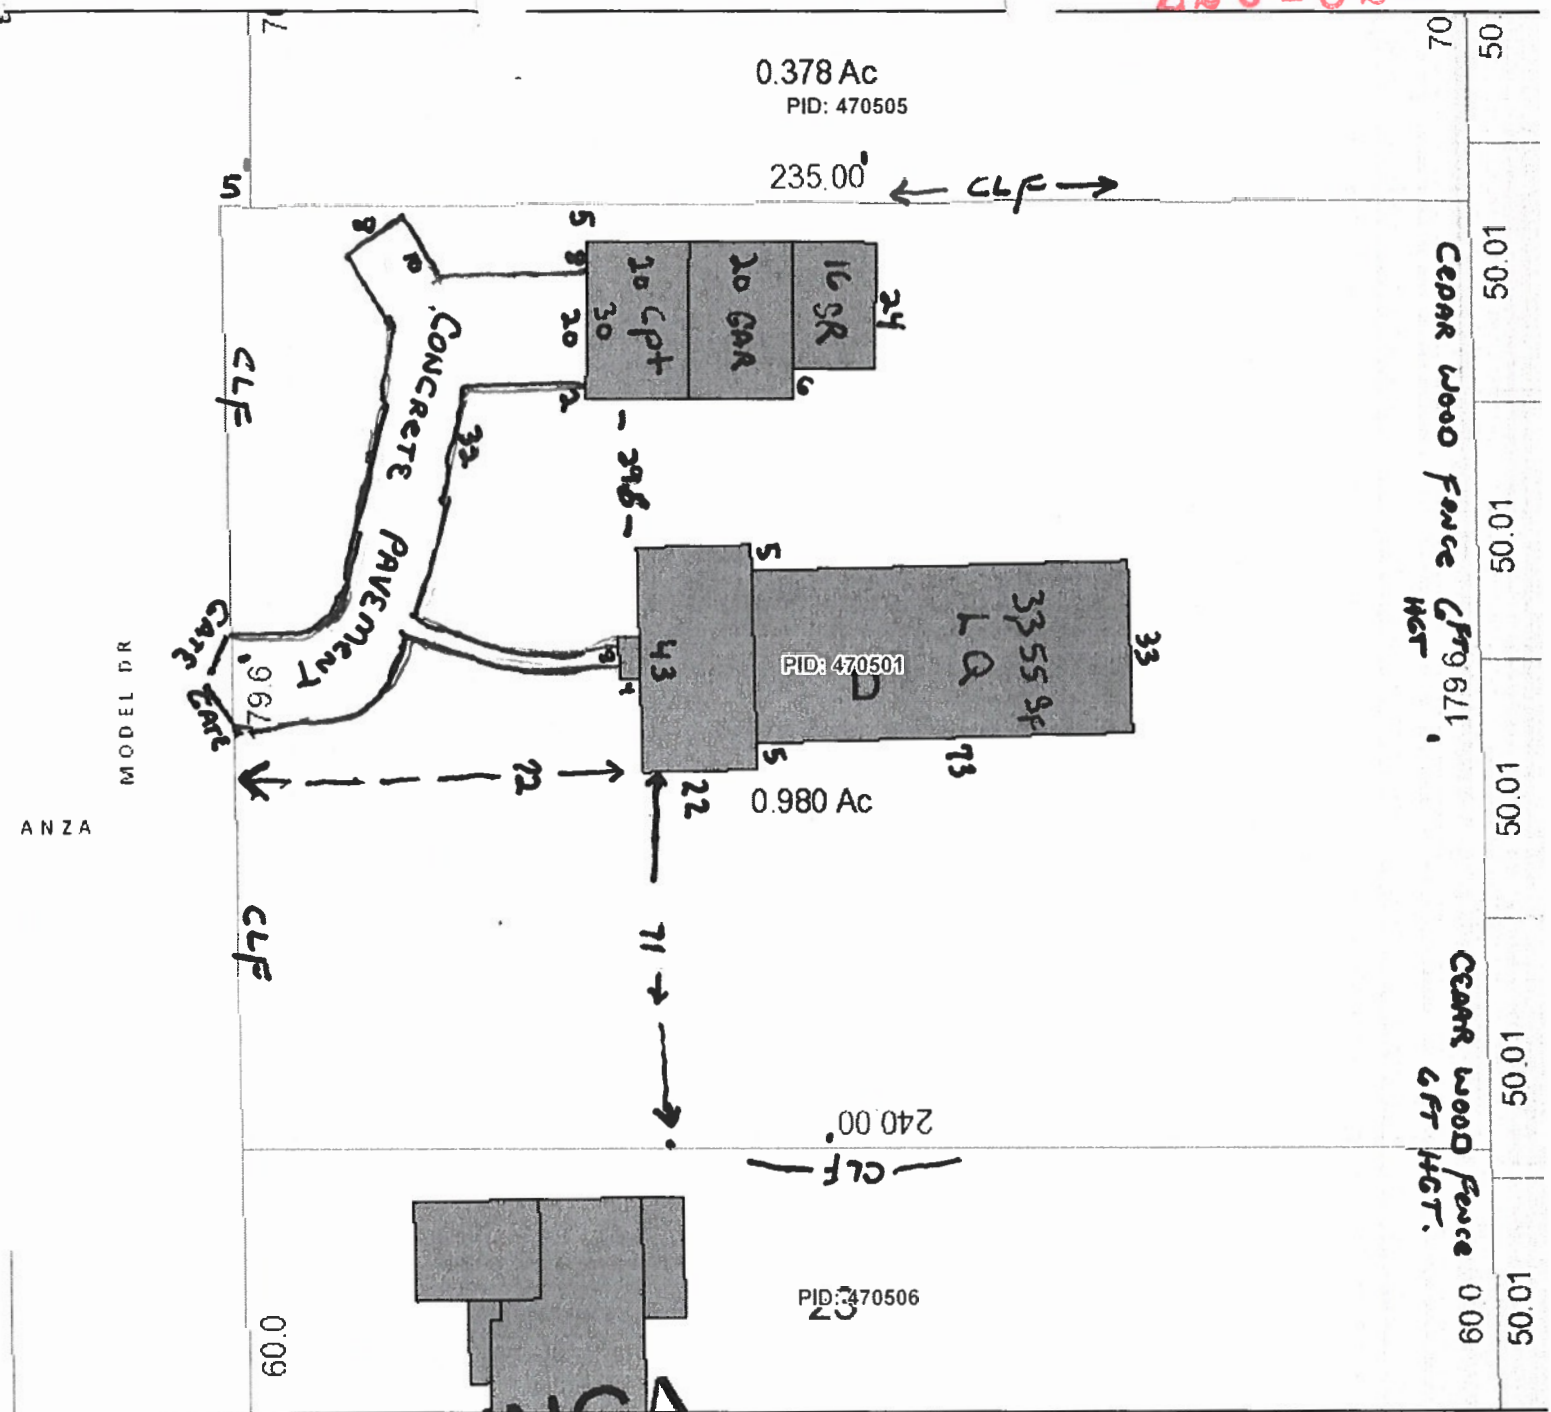 70
50
0.378 Ac
PID: 470505
235.00'
← CLF →
5
8
10
5
8
20
30
2
20 Cpt
20 GAR
16 SR
24
6
50.01
CEDAR WOOD FENCE 6FT
HGT
CLF
CONCRETE PAVEMENT
32
50.01
5
43
3355 SF
LQ
33
PID: 470501
D
GATE
GATE
179.6
MODEL DR
72
22
5
73
0.980 Ac
50.01
ANZA
CLF
71
CEDAR WOOD FENCE
6FT HGT.
50.01
240.00'
CLF
PID: 470506
23
60.0
60.0
50.01